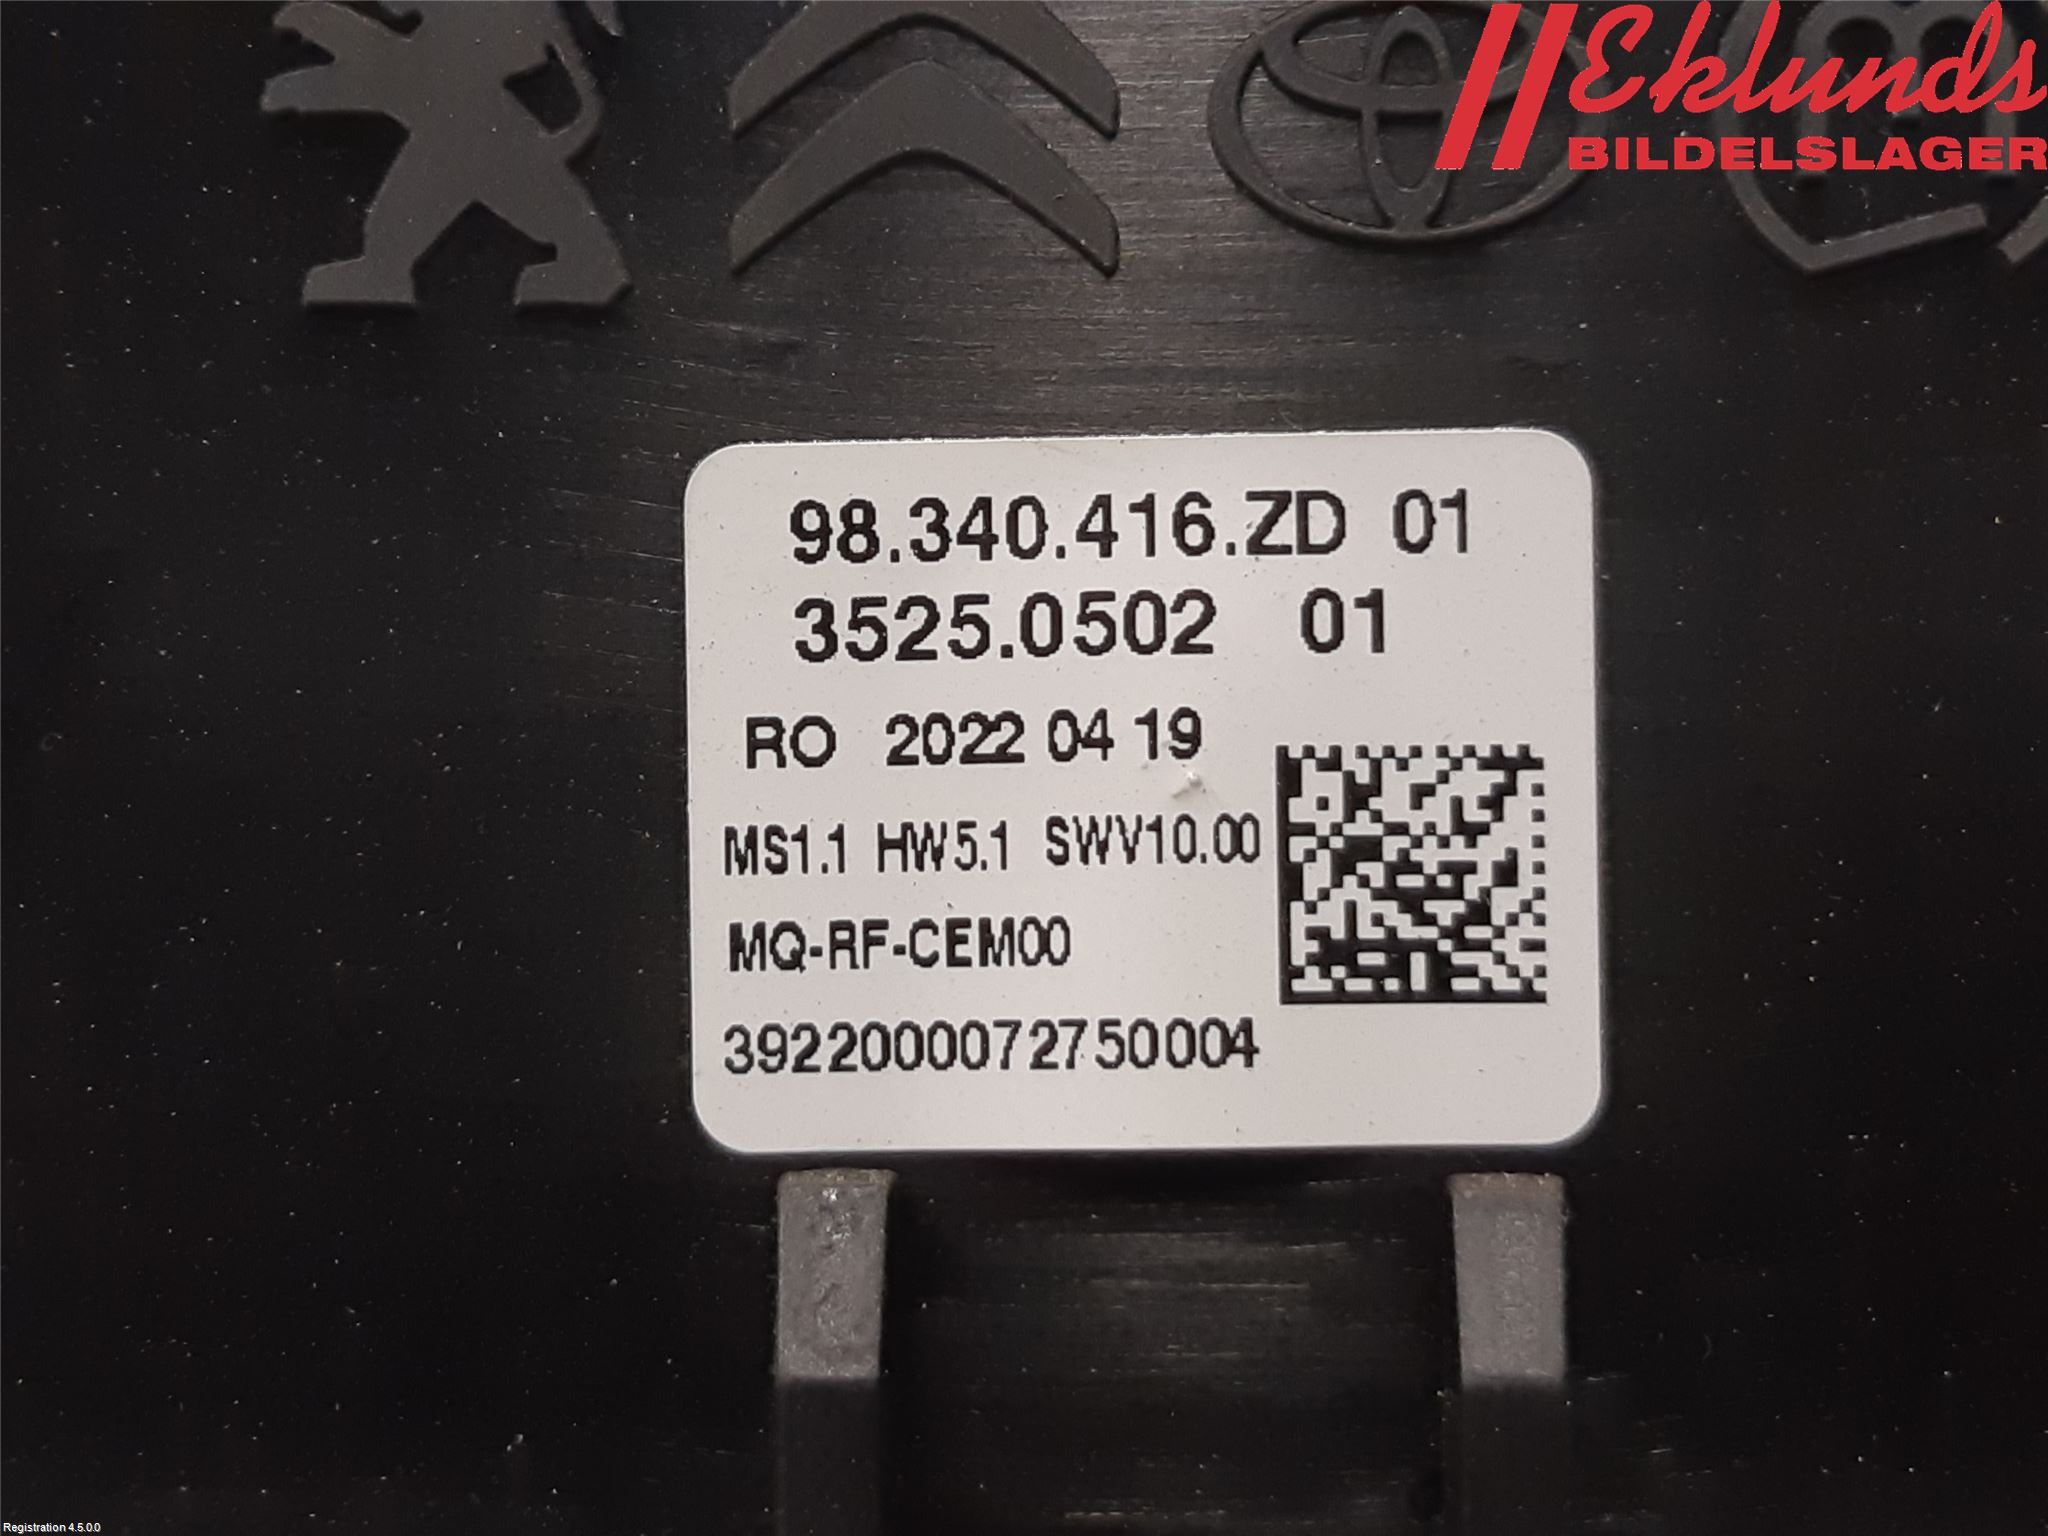 Eklunds
BILDELSLAGER
98.340.416.ZD 01
3525.0502 01
RO 2022 04 19
MS1.1 HW5.1 SWV10.00
MQ-RF-CEM00
3922000072750004
Registration 4.5.0.0